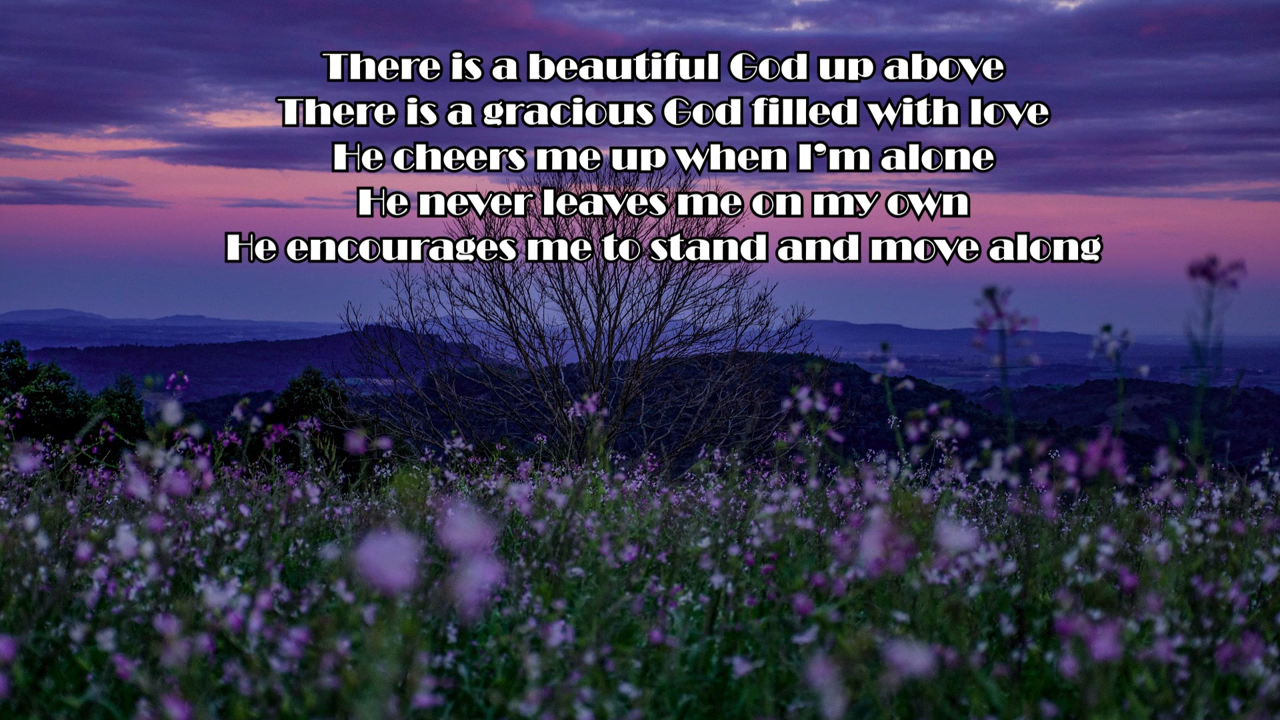 There is a beautiful God up above
There is a gracious God filled with love
He cheers me up when I'm alone
He never leaves me on my own
He encourages me to stand and move along